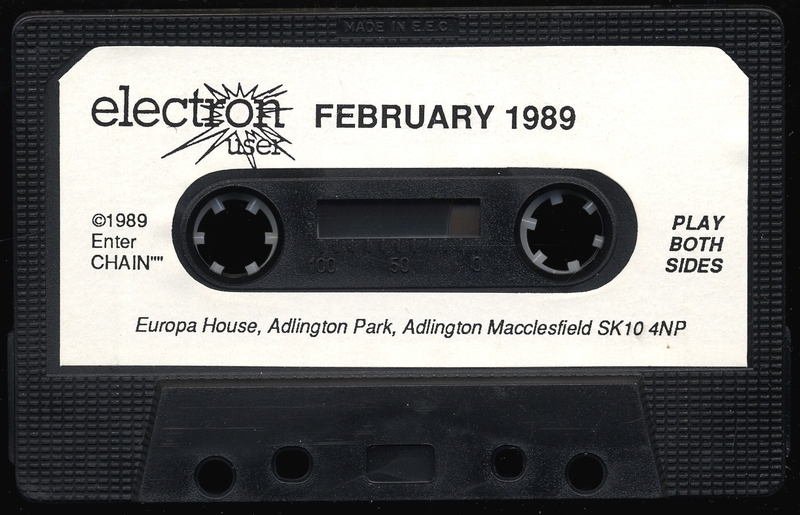 MADE IN E.E.C
electron
user
FEBRUARY 1989
©1989
Enter
CHAIN""
PLAY
BOTH
SIDES
100 50 0
Europa House, Adlington Park, Adlington Macclesfield SK10 4NP